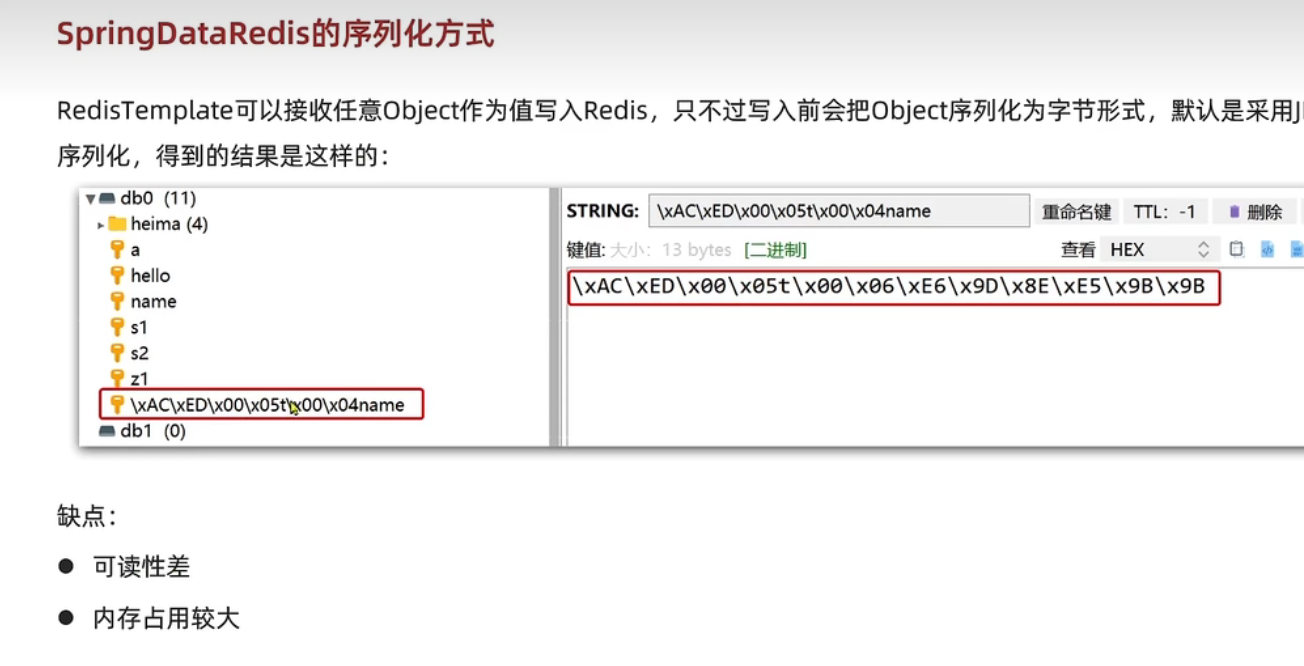 SpringDataRedis的序列化方式
RedisTemplate可以接收任意Object作为值写入Redis，只不过写入前会把Object序列化为字节形式，默认是采用J
序列化，得到的结果是这样的：
db0 (11)
heima (4)
a
hello
name
s1
s2
z1
\xAC\xED\x00\x05t\x00\x04name
db1 (0)
STRING: \xAC\xED\x00\x05t\x00\x04name 重命名键 TTL: -1 删除
键值: 大小: 13 bytes [二进制] 查看 HEX
\xAC\xED\x00\x05t\x00\x06\xE6\x9D\x8E\xE5\x9B\x9B
缺点：
● 可读性差
● 内存占用较大